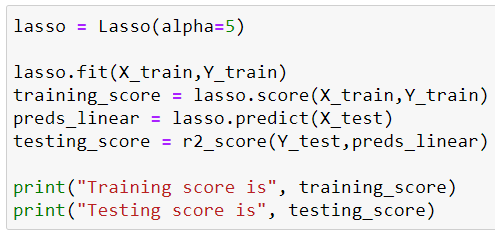 lasso = Lasso(alpha=5)
lasso.fit(X_train,Y_train)
training_score = lasso.score(X_train,Y_train)
preds_linear = lasso.predict(X_test)
testing_score = r2_score(Y_test,preds_linear)
print("Training score is", training_score)
print("Testing score is", testing_score)